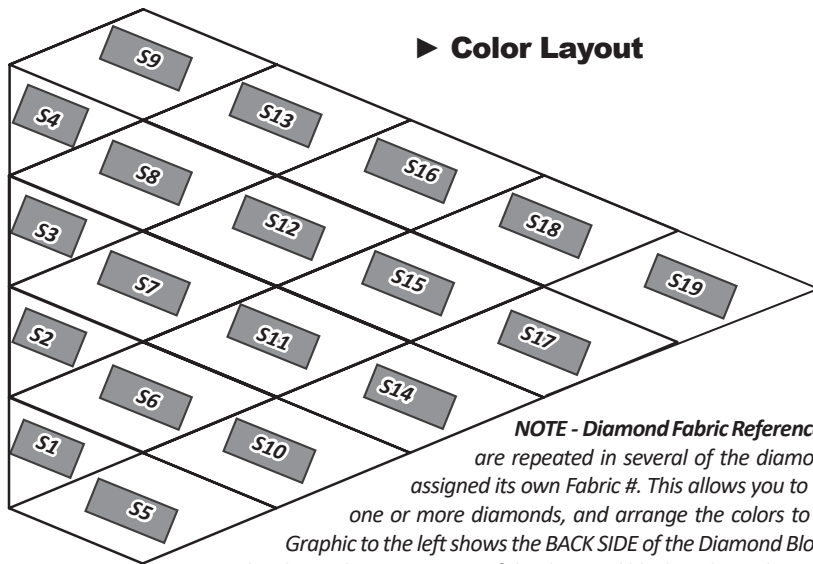 ► Color Layout
S9
S4
S13
S8
S16
S3
S12
S18
S7
S15
S19
S2
S11
S17
S6
S14
S1
S10
S5
NOTE - Diamond Fabric Referenc
are repeated in several of the diamo
assigned its own Fabric #. This allows you to
one or more diamonds, and arrange the colors to
Graphic to the left shows the BACK SIDE of the Diamond Blo